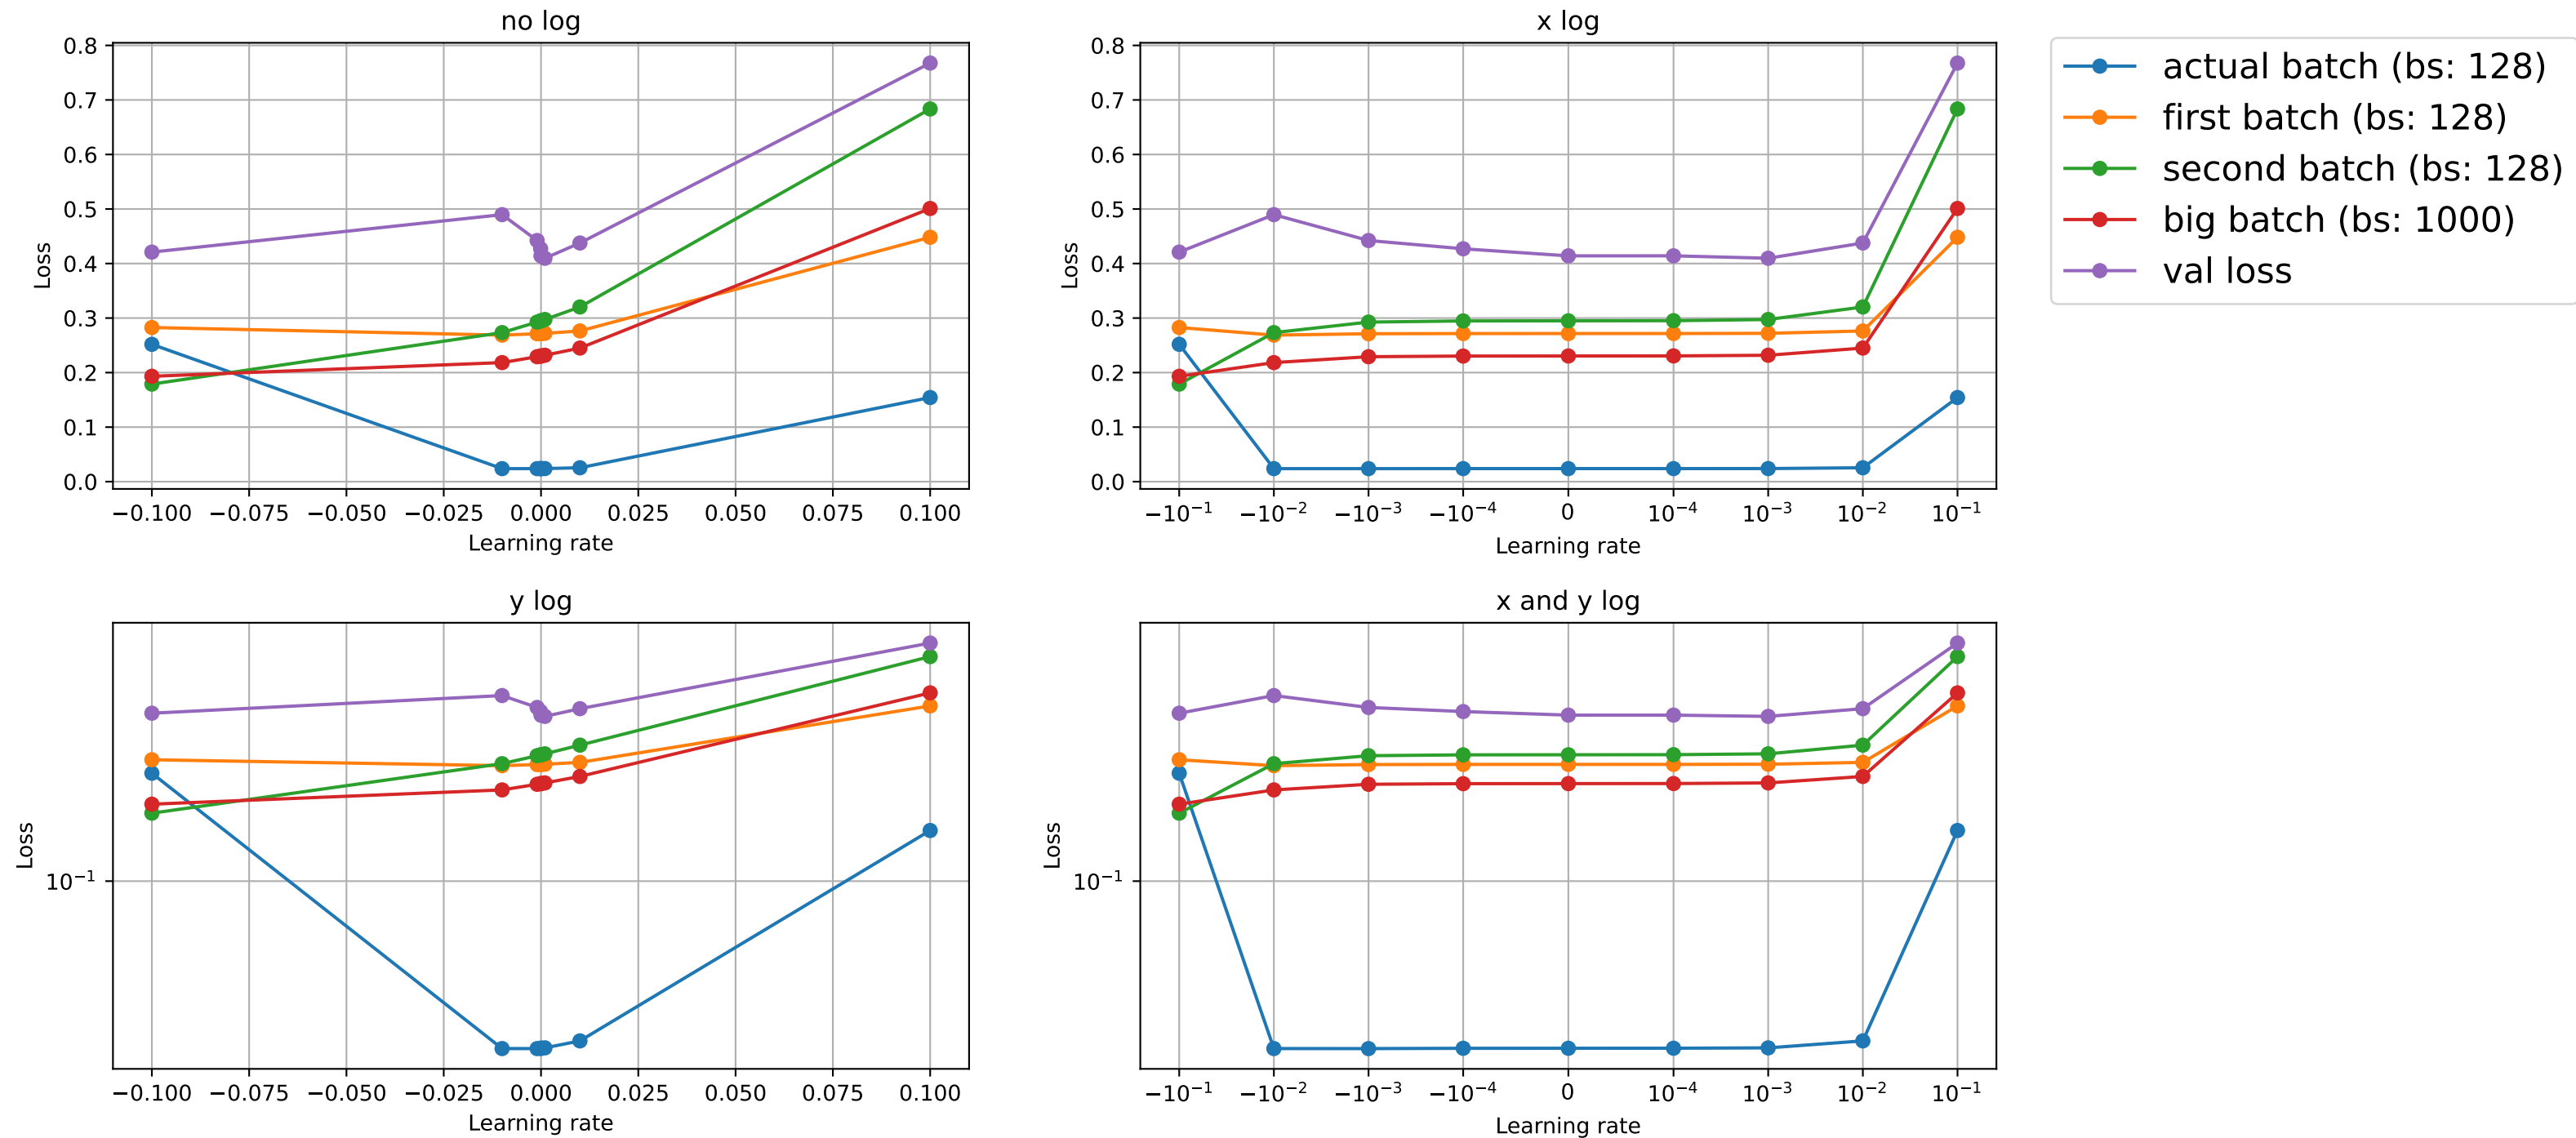 no log
0.8
0.7
0.6
0.5
0.4
0.3
0.2
0.1
0.0
Loss
−0.100 −0.075 −0.050 −0.025 0.000 0.025 0.050 0.075 0.100
Learning rate
x log
0.8
0.7
0.6
0.5
0.4
0.3
0.2
0.1
0.0
Loss
−10⁻¹ −10⁻² −10⁻³ −10⁻⁴ 0 10⁻⁴ 10⁻³ 10⁻² 10⁻¹
Learning rate
actual batch (bs: 128)
first batch (bs: 128)
second batch (bs: 128)
big batch (bs: 1000)
val loss
y log
Loss
10⁻¹
−0.100 −0.075 −0.050 −0.025 0.000 0.025 0.050 0.075 0.100
Learning rate
x and y log
Loss
10⁻¹
−10⁻¹ −10⁻² −10⁻³ −10⁻⁴ 0 10⁻⁴ 10⁻³ 10⁻² 10⁻¹
Learning rate